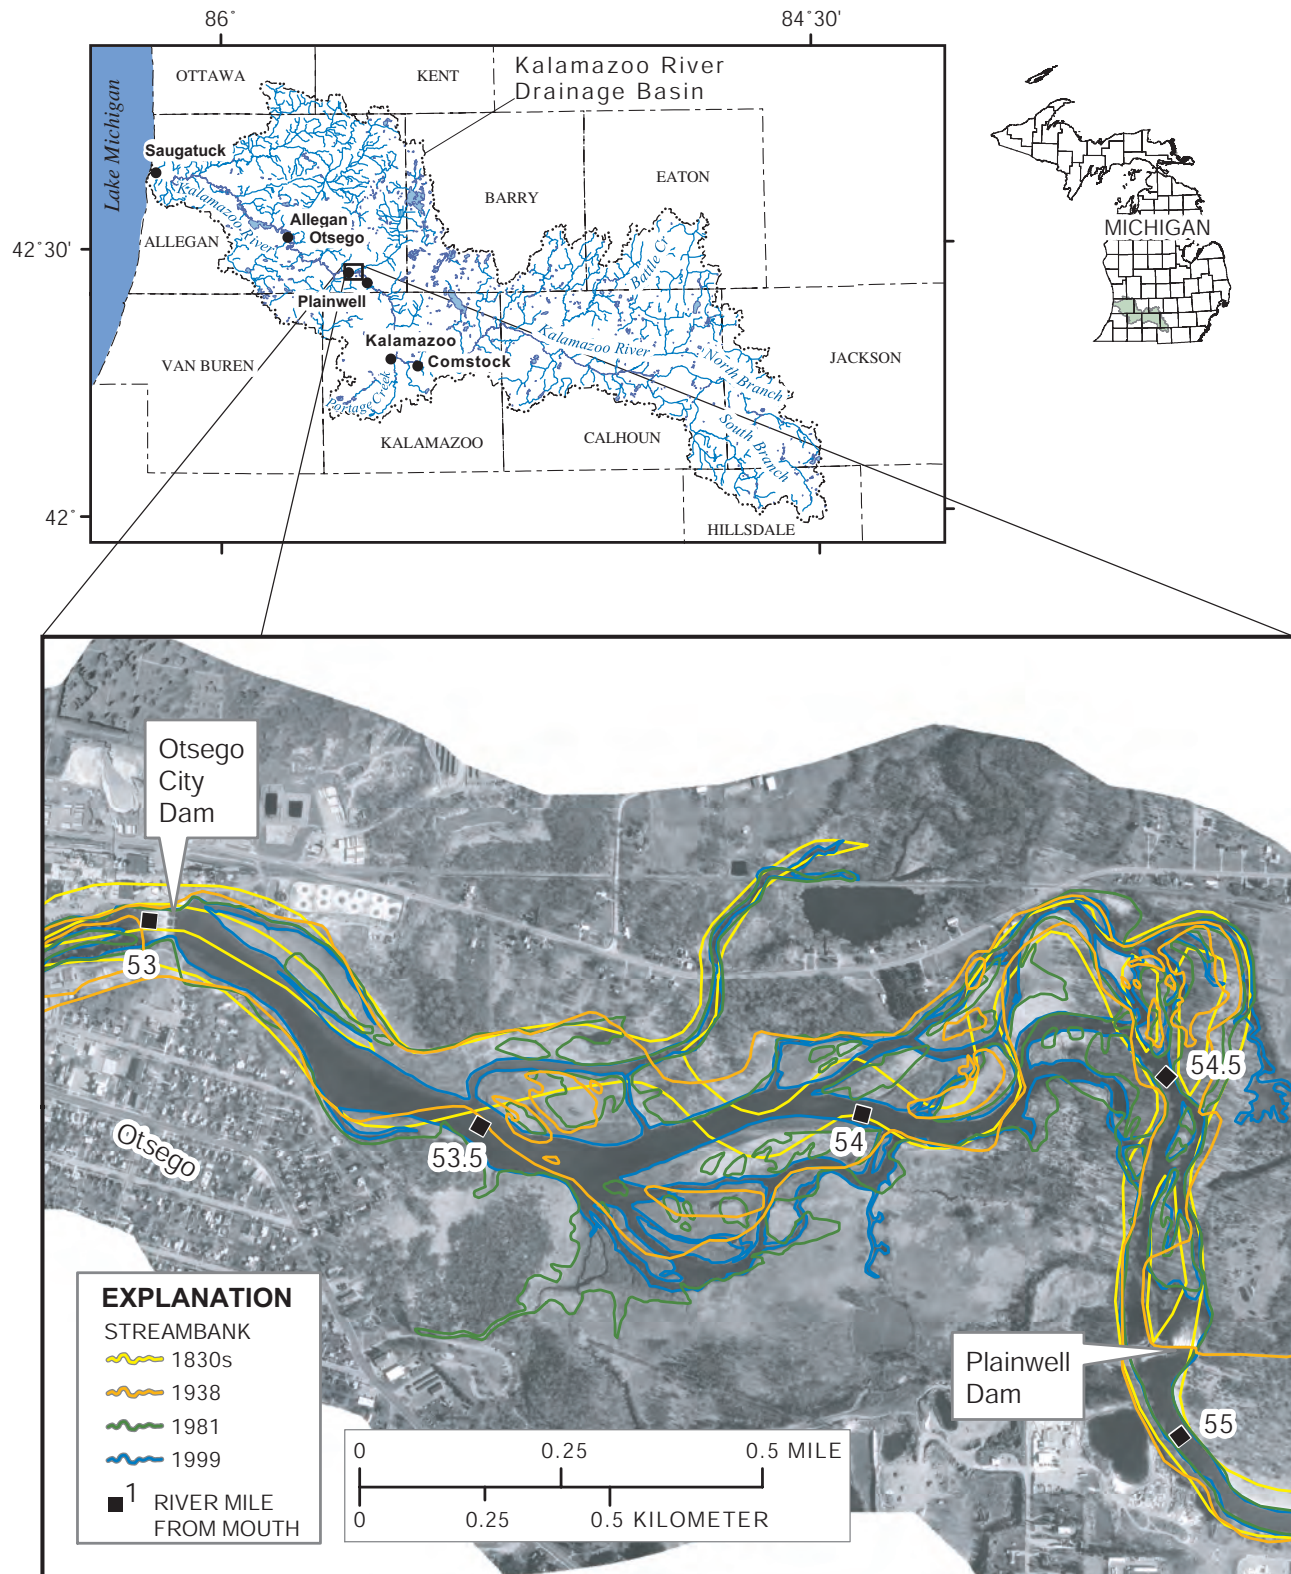 86°
84°30'
Kalamazoo River
Drainage Basin
OTTAWA
KENT
Lake Michigan
Saugatuck
Kalamazoo River
Allegan
Otsego
ALLEGAN
BARRY
EATON
Battle Cr.
42°30'
Plainwell
Kalamazoo
Comstock
VAN BUREN
Portage Creek
Kalamazoo River
North Branch
South Branch
JACKSON
KALAMAZOO
CALHOUN
HILLSDALE
42°
MICHIGAN
Otsego
City
Dam
53
53.5
54
54.5
55
Otsego
Plainwell
Dam
EXPLANATION
STREAMBANK
1830s
1938
1981
1999
1 RIVER MILE
FROM MOUTH
0 0.25 0.5 MILE
0 0.25 0.5 KILOMETER